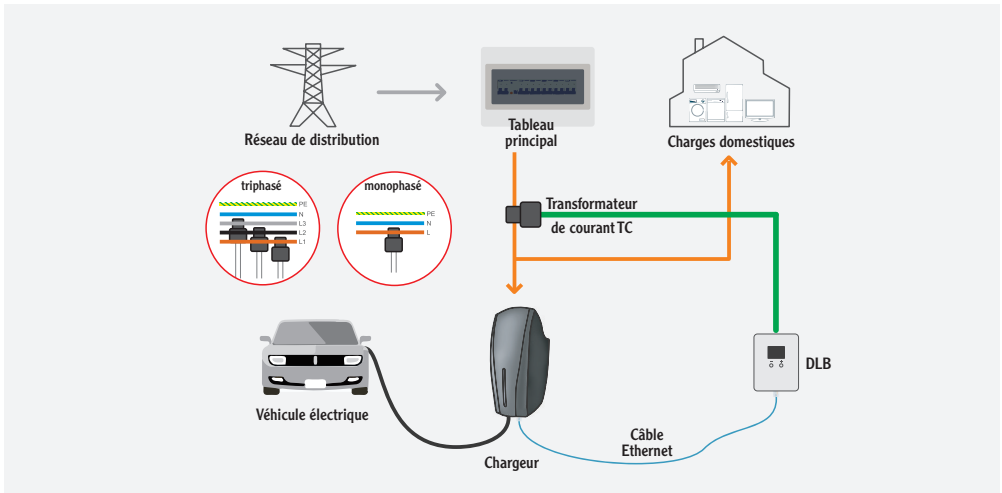 Réseau de distribution
Tableau
principal
Charges domestiques
triphasé
PE
N
L3
L2
L1
monophasé
PE
N
L
Transformateur
de courant TC
DLB
Véhicule électrique
Chargeur
Câble
Ethernet